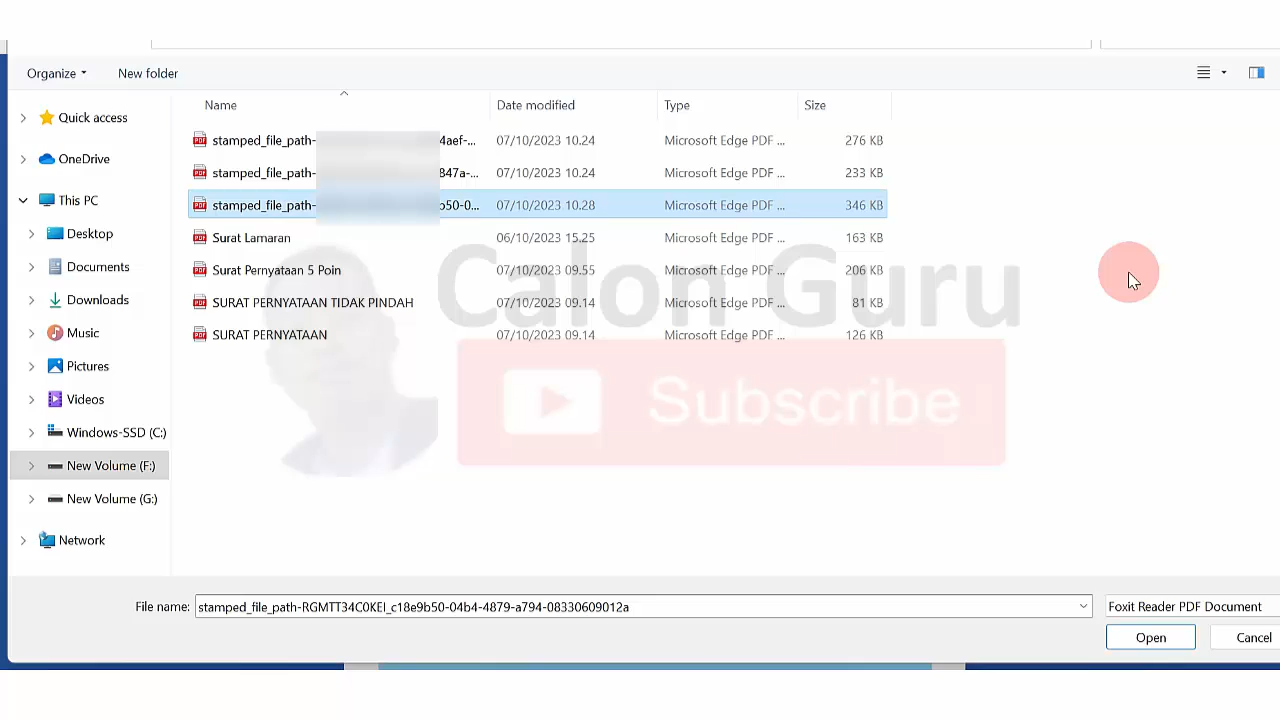 Organize New folder
Name Date modified Type Size
Quick access
OneDrive
This PC
Desktop
Documents
Downloads
Music
Pictures
Videos
Windows-SSD (C:)
New Volume (F:)
New Volume (G:)
Network
stamped_file_path- 4aef-... 07/10/2023 10.24 Microsoft Edge PDF ... 276 KB
stamped_file_path- 847a-... 07/10/2023 10.24 Microsoft Edge PDF ... 233 KB
stamped_file_path- b50-0... 07/10/2023 10.28 Microsoft Edge PDF ... 346 KB
Surat Lamaran 06/10/2023 15.25 Microsoft Edge PDF ... 163 KB
Surat Pernyataan 5 Poin 07/10/2023 09.55 Microsoft Edge PDF ... 206 KB
SURAT PERNYATAAN TIDAK PINDAH 07/10/2023 09.14 Microsoft Edge PDF ... 81 KB
SURAT PERNYATAAN 07/10/2023 09.14 Microsoft Edge PDF ... 126 KB
Calon Guru
Subscribe
File name: stamped_file_path-RGMTT34C0KEI_c18e9b50-04b4-4879-a794-08330609012a Foxit Reader PDF Document
Open Cancel